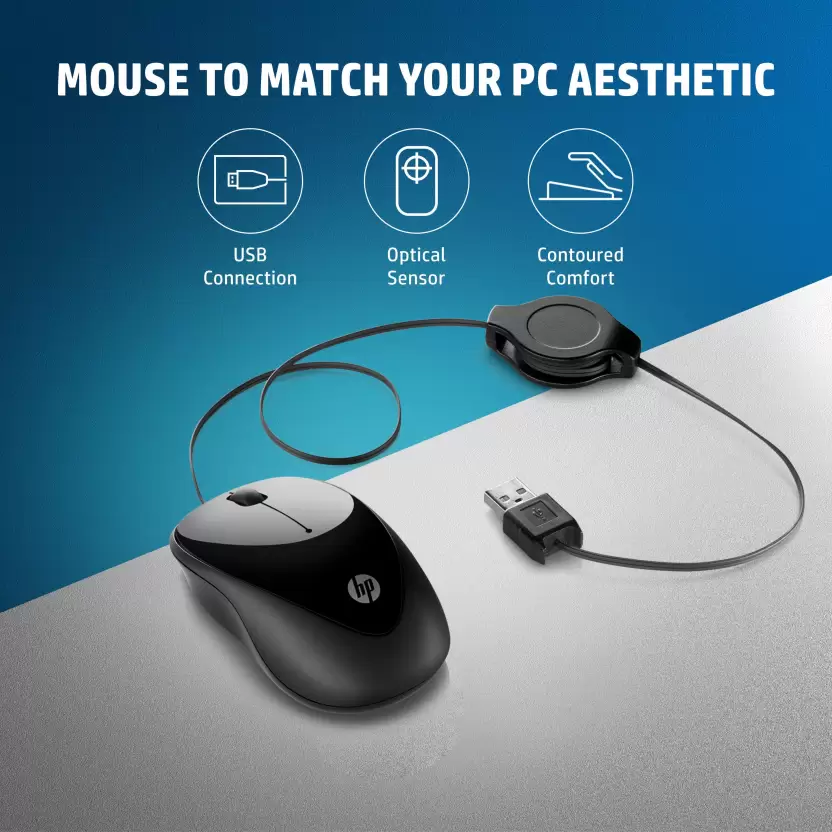 MOUSE TO MATCH YOUR PC AESTHETIC
USB
Connection
Optical
Sensor
Contoured
Comfort
hp